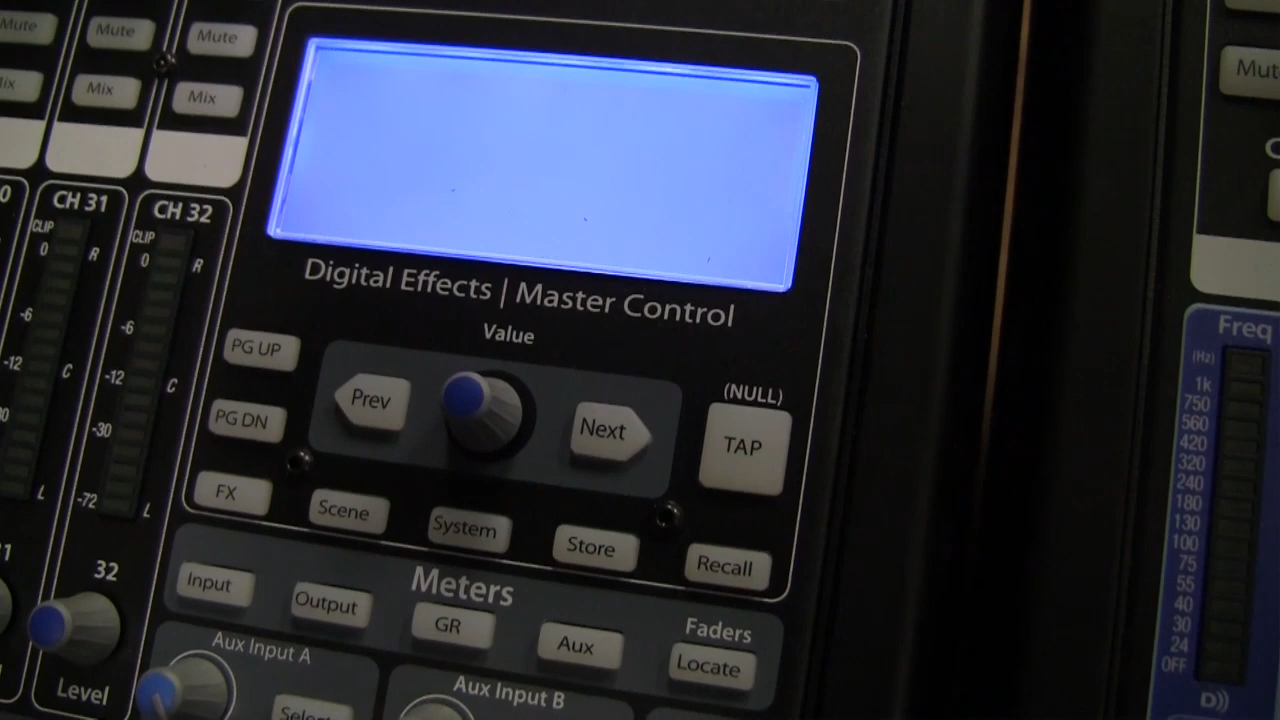 Mute
Mute
Mute
Mix
Mix
Mute
CH 31
CH 32
CLIP
0
R
-6
-12
C
L
CLIP
0
R
-6
-12
C
-30
-72
L
Digital Effects | Master Control
Value
PG UP
PG DN
Prev
Next
(NULL)
TAP
FX
Scene
System
Store
Recall
Meters
Input
Output
GR
Aux
Faders
Locate
32
Level
Aux Input A
Aux Input B
Freq
(Hz)
1k
750
560
420
320
240
180
130
100
75
55
40
30
24
OFF
D))